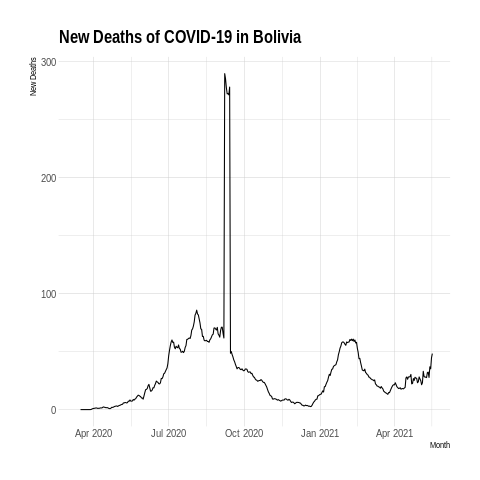 New Deaths of COVID-19 in Bolivia
New Deaths
300
200
100
0
Apr 2020 Jul 2020 Oct 2020 Jan 2021 Apr 2021
Month